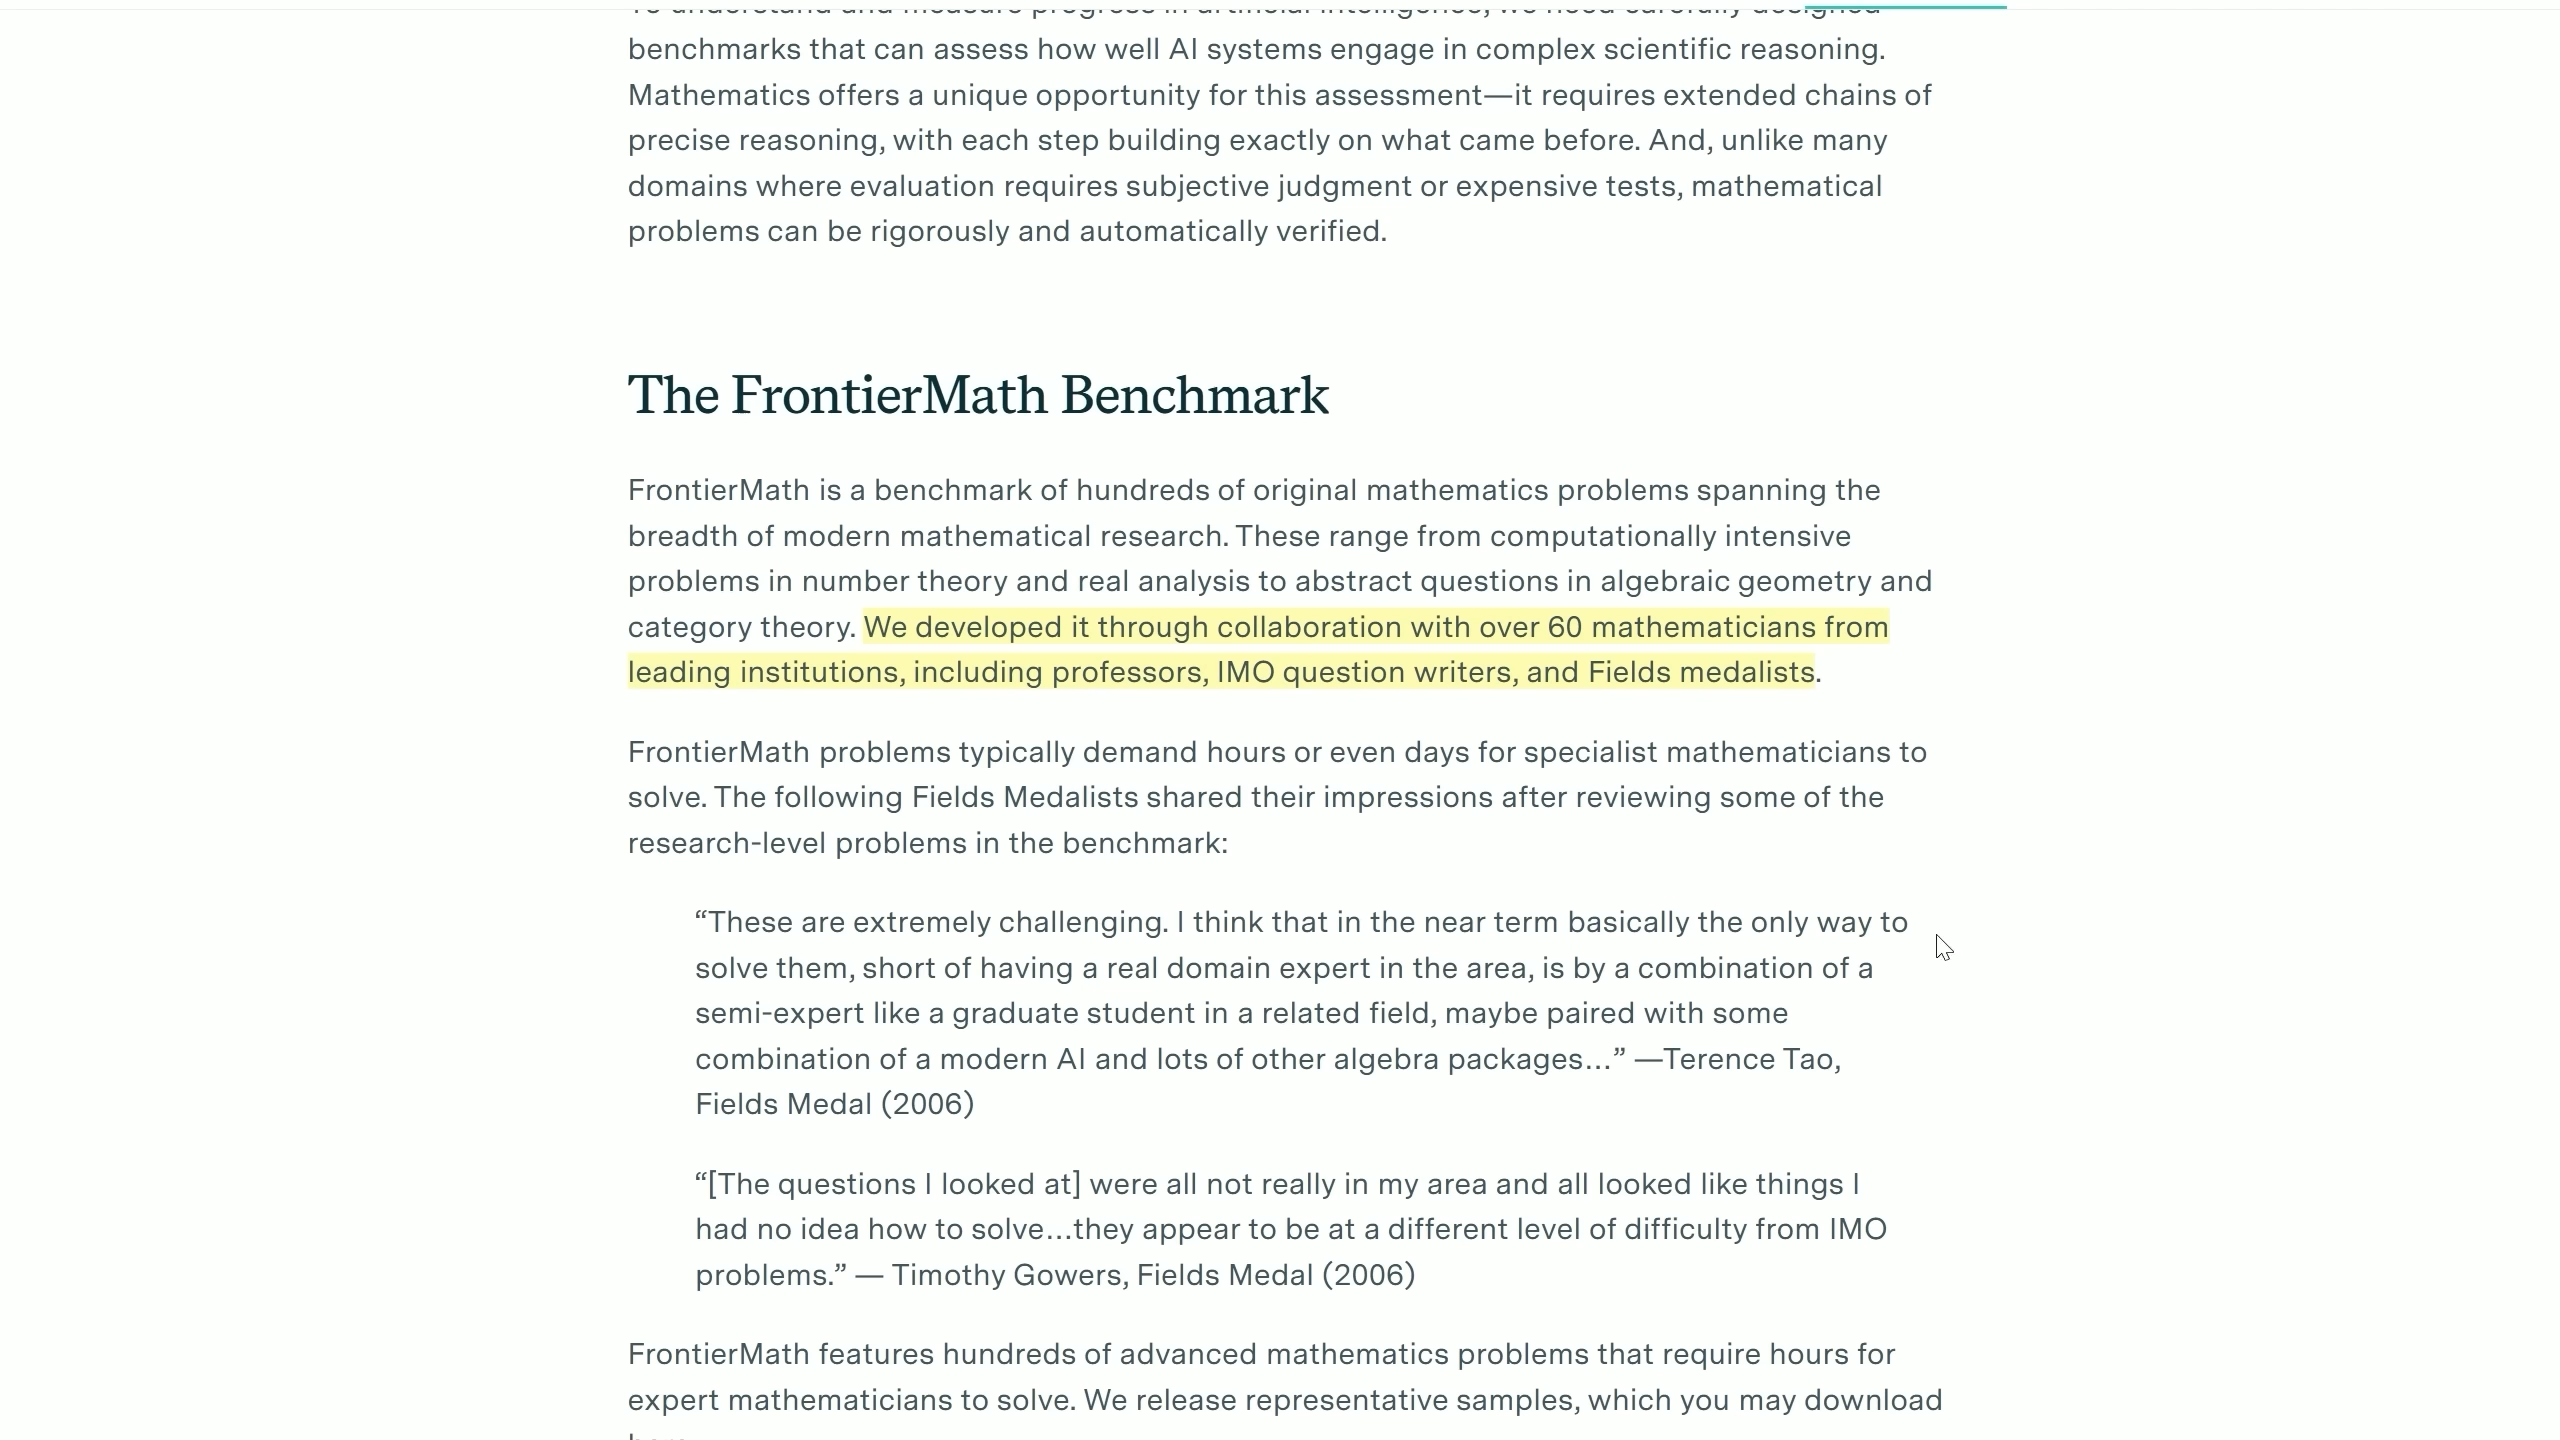 To understand and measure progress in artificial intelligence, we need carefully designed
benchmarks that can assess how well AI systems engage in complex scientific reasoning.
Mathematics offers a unique opportunity for this assessment—it requires extended chains of
precise reasoning, with each step building exactly on what came before. And, unlike many
domains where evaluation requires subjective judgment or expensive tests, mathematical
problems can be rigorously and automatically verified.
The FrontierMath Benchmark
FrontierMath is a benchmark of hundreds of original mathematics problems spanning the
breadth of modern mathematical research. These range from computationally intensive
problems in number theory and real analysis to abstract questions in algebraic geometry and
category theory. We developed it through collaboration with over 60 mathematicians from
leading institutions, including professors, IMO question writers, and Fields medalists.
FrontierMath problems typically demand hours or even days for specialist mathematicians to
solve. The following Fields Medalists shared their impressions after reviewing some of the
research-level problems in the benchmark:
“These are extremely challenging. I think that in the near term basically the only way to
solve them, short of having a real domain expert in the area, is by a combination of a
semi-expert like a graduate student in a related field, maybe paired with some
combination of a modern AI and lots of other algebra packages…” —Terence Tao,
Fields Medal (2006)
“[The questions I looked at] were all not really in my area and all looked like things I
had no idea how to solve…they appear to be at a different level of difficulty from IMO
problems.” — Timothy Gowers, Fields Medal (2006)
FrontierMath features hundreds of advanced mathematics problems that require hours for
expert mathematicians to solve. We release representative samples, which you may download